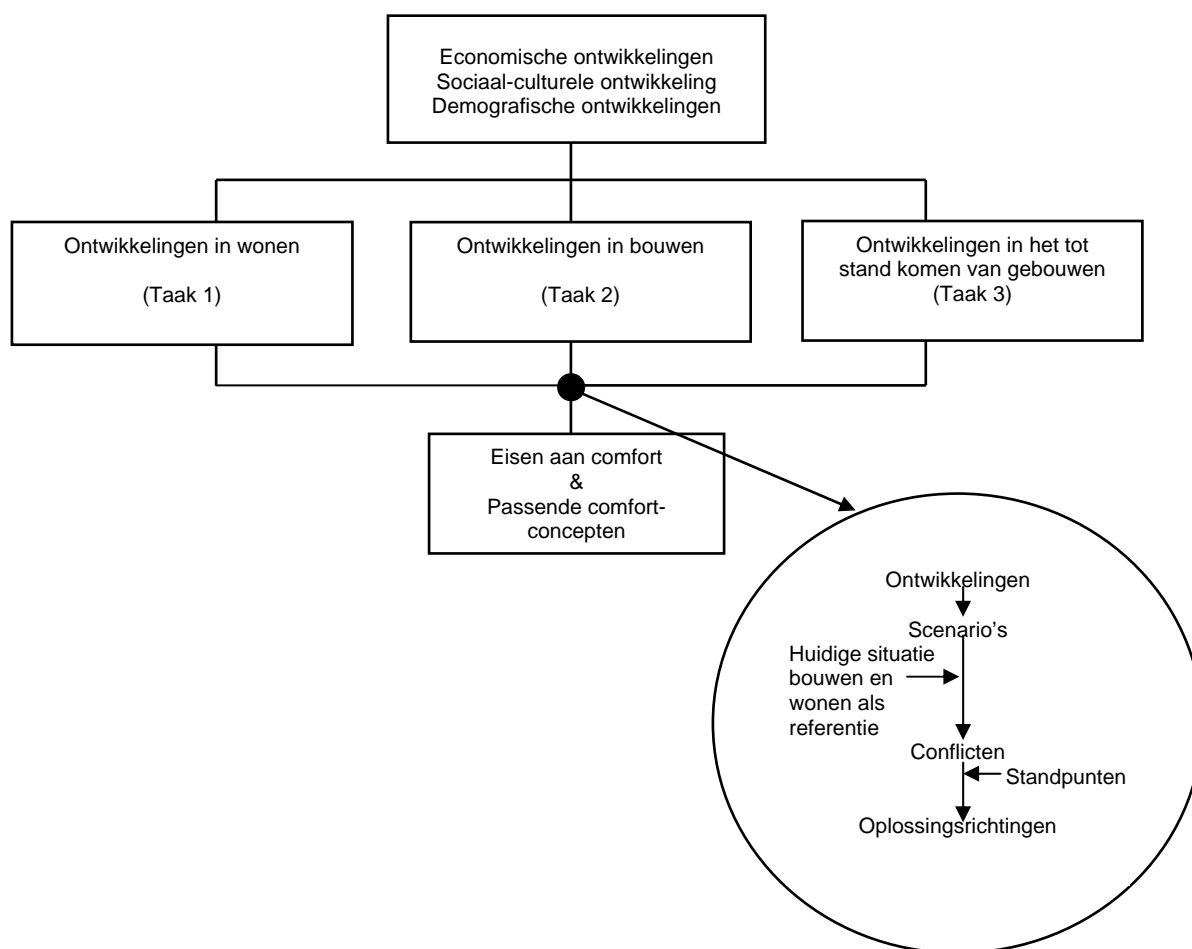 Economische ontwikkelingen
Sociaal-culturele ontwikkeling
Demografische ontwikkelingen
Ontwikkelingen in wonen
(Taak 1)
Ontwikkelingen in bouwen
(Taak 2)
Ontwikkelingen in het tot
stand komen van gebouwen
(Taak 3)
Eisen aan comfort
&
Passende comfort-
concepten
Ontwikkelingen
Scenario's
Huidige situatie
bouwen en
wonen als
referentie
Conflicten
Standpunten
Oplossingsrichtingen